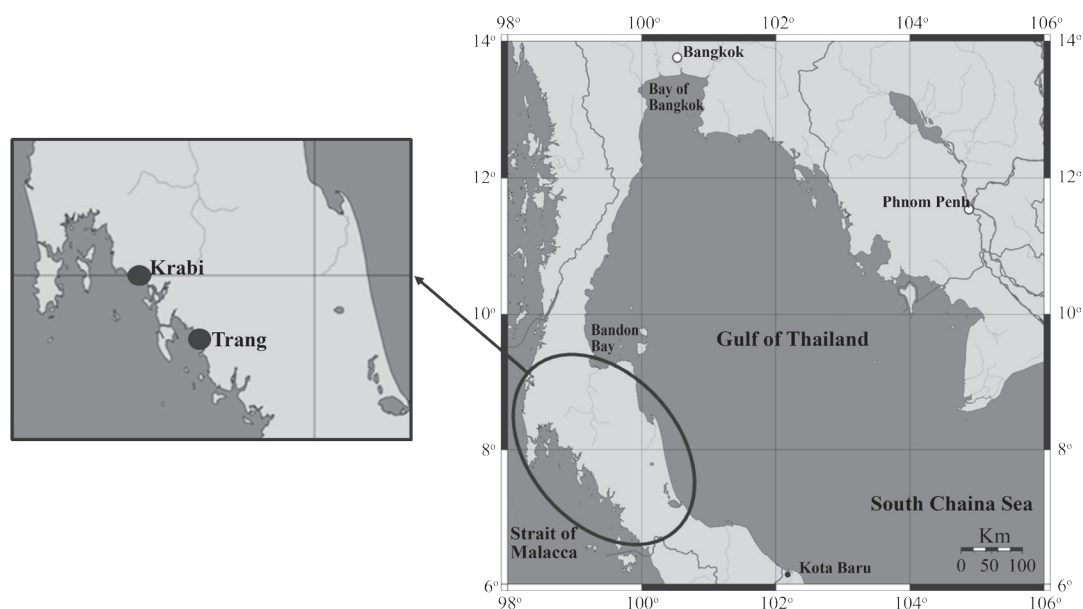 98° 100° 102° 104° 106°
14° 14°
Bangkok
Bay of
Bangkok
12° 12°
Phnom Penh
Krabi
Trang
10° 10°
Bandon
Bay
Gulf of Thailand
8° 8°
South Chaina Sea
Strait of
Malacca
Km
0 50 100
Kota Baru
6° 6°
98° 100° 102° 104° 106°